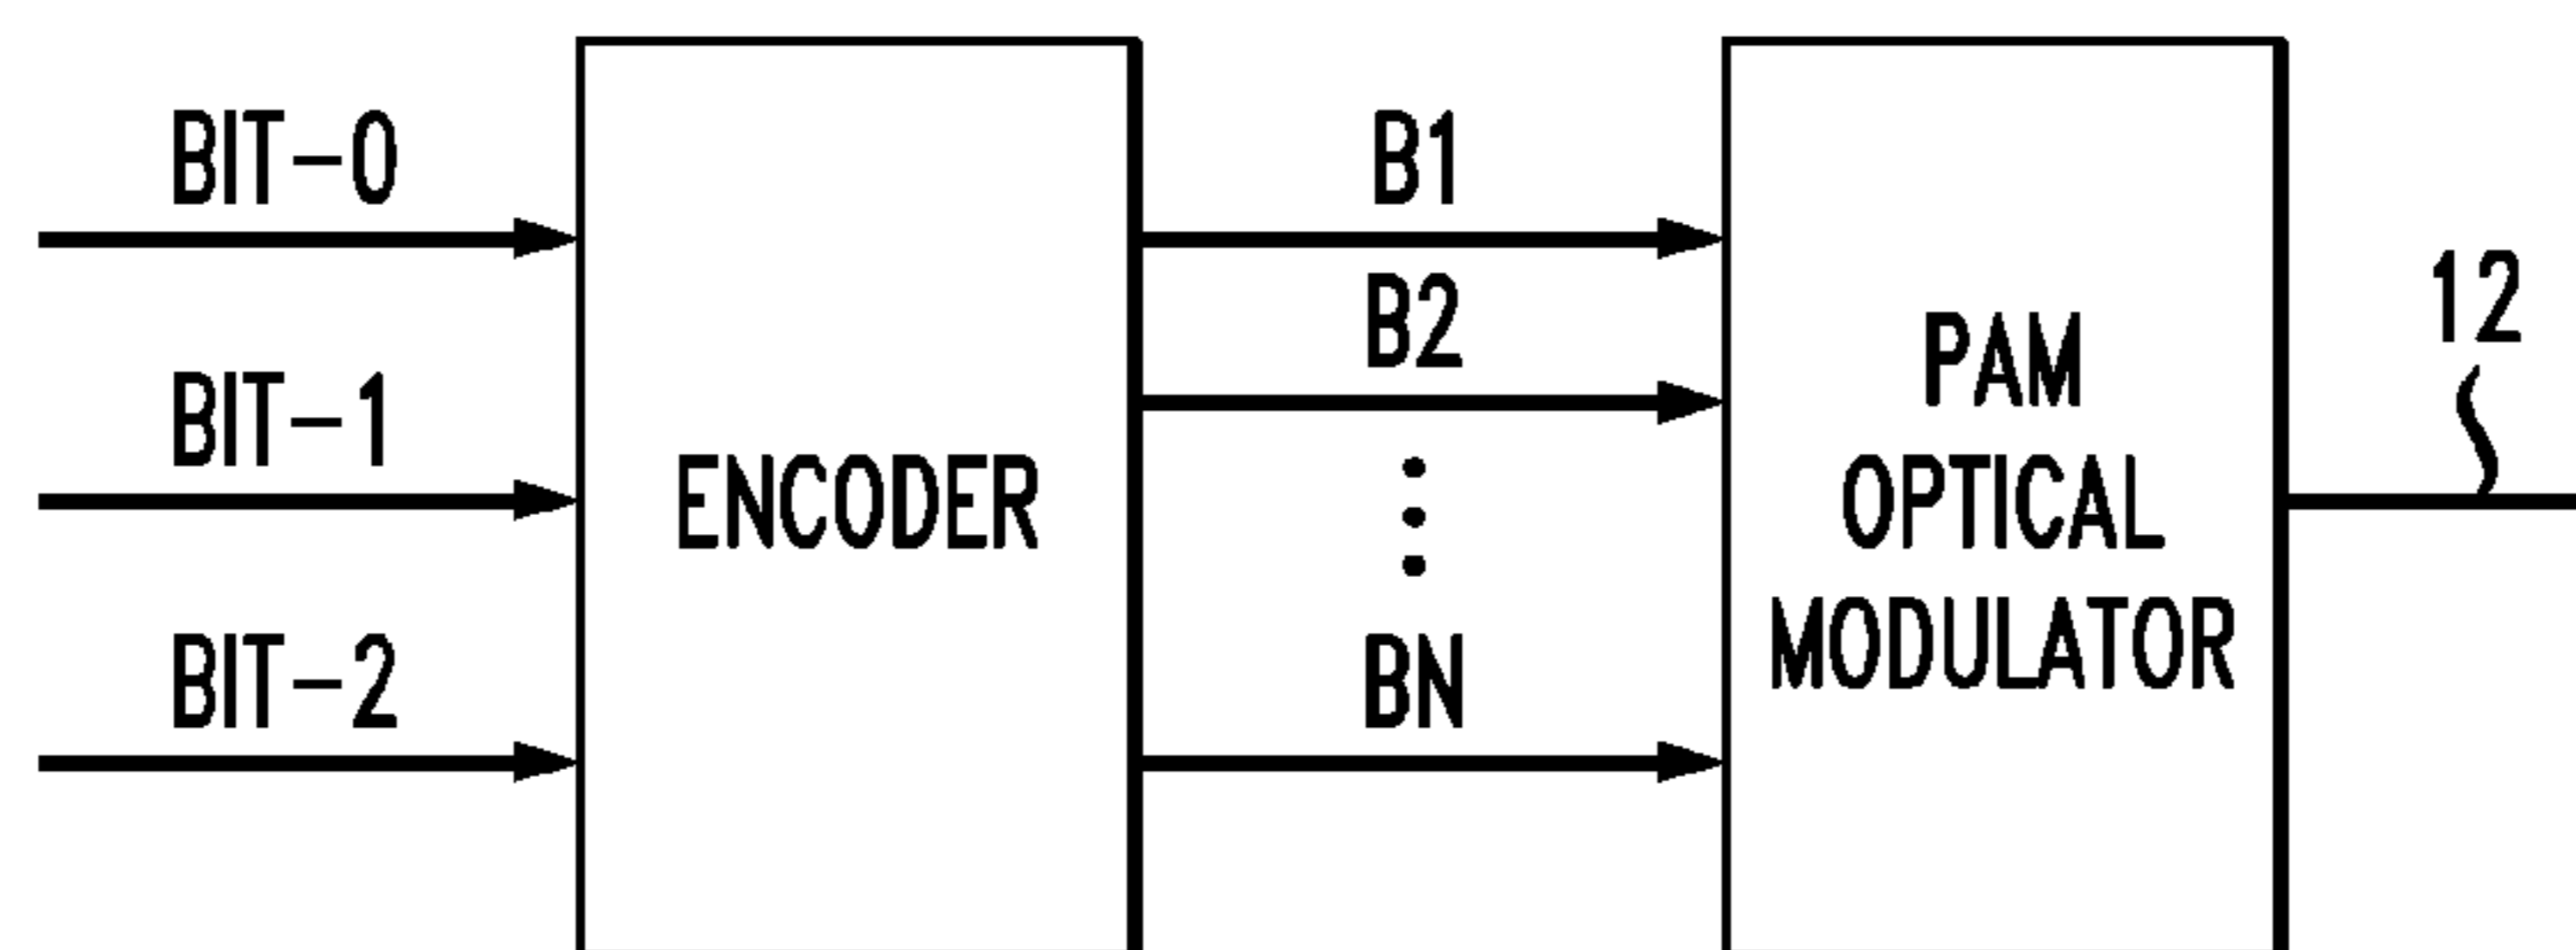 BIT-0
BIT-1
BIT-2
ENCODER
B1
B2
BN
PAM
OPTICAL
MODULATOR
12